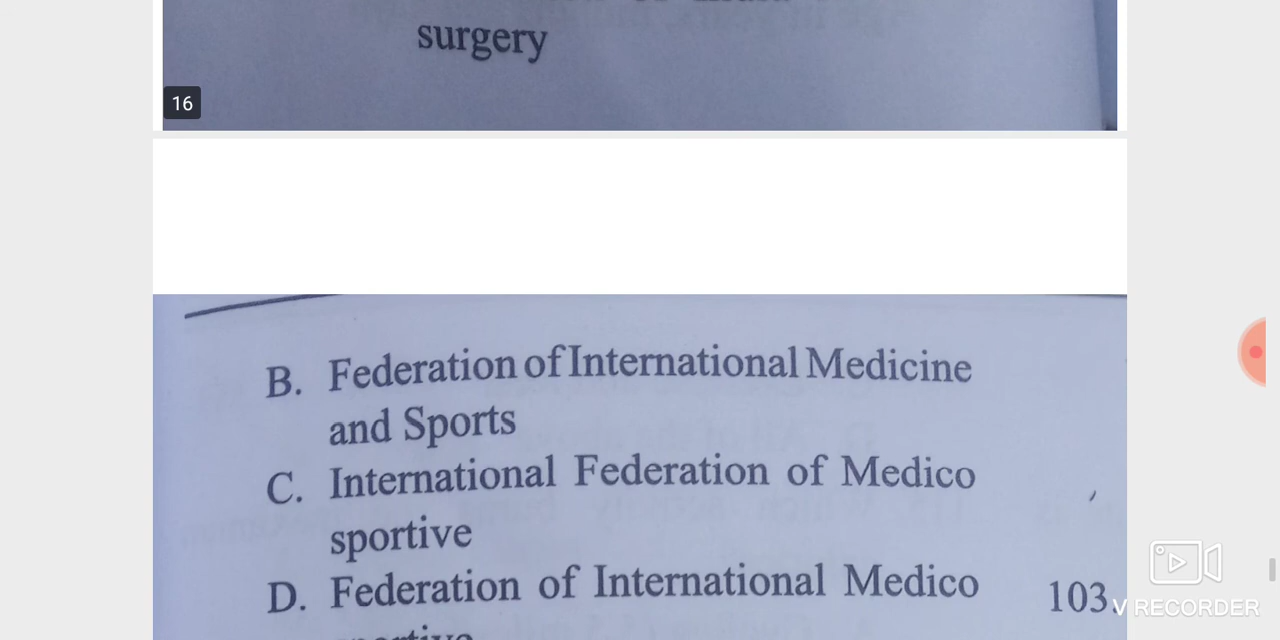 surgery
16
B. Federation of International Medicine
and Sports
C. International Federation of Medico
sportive
D. Federation of International Medico
103.
V RECORDER